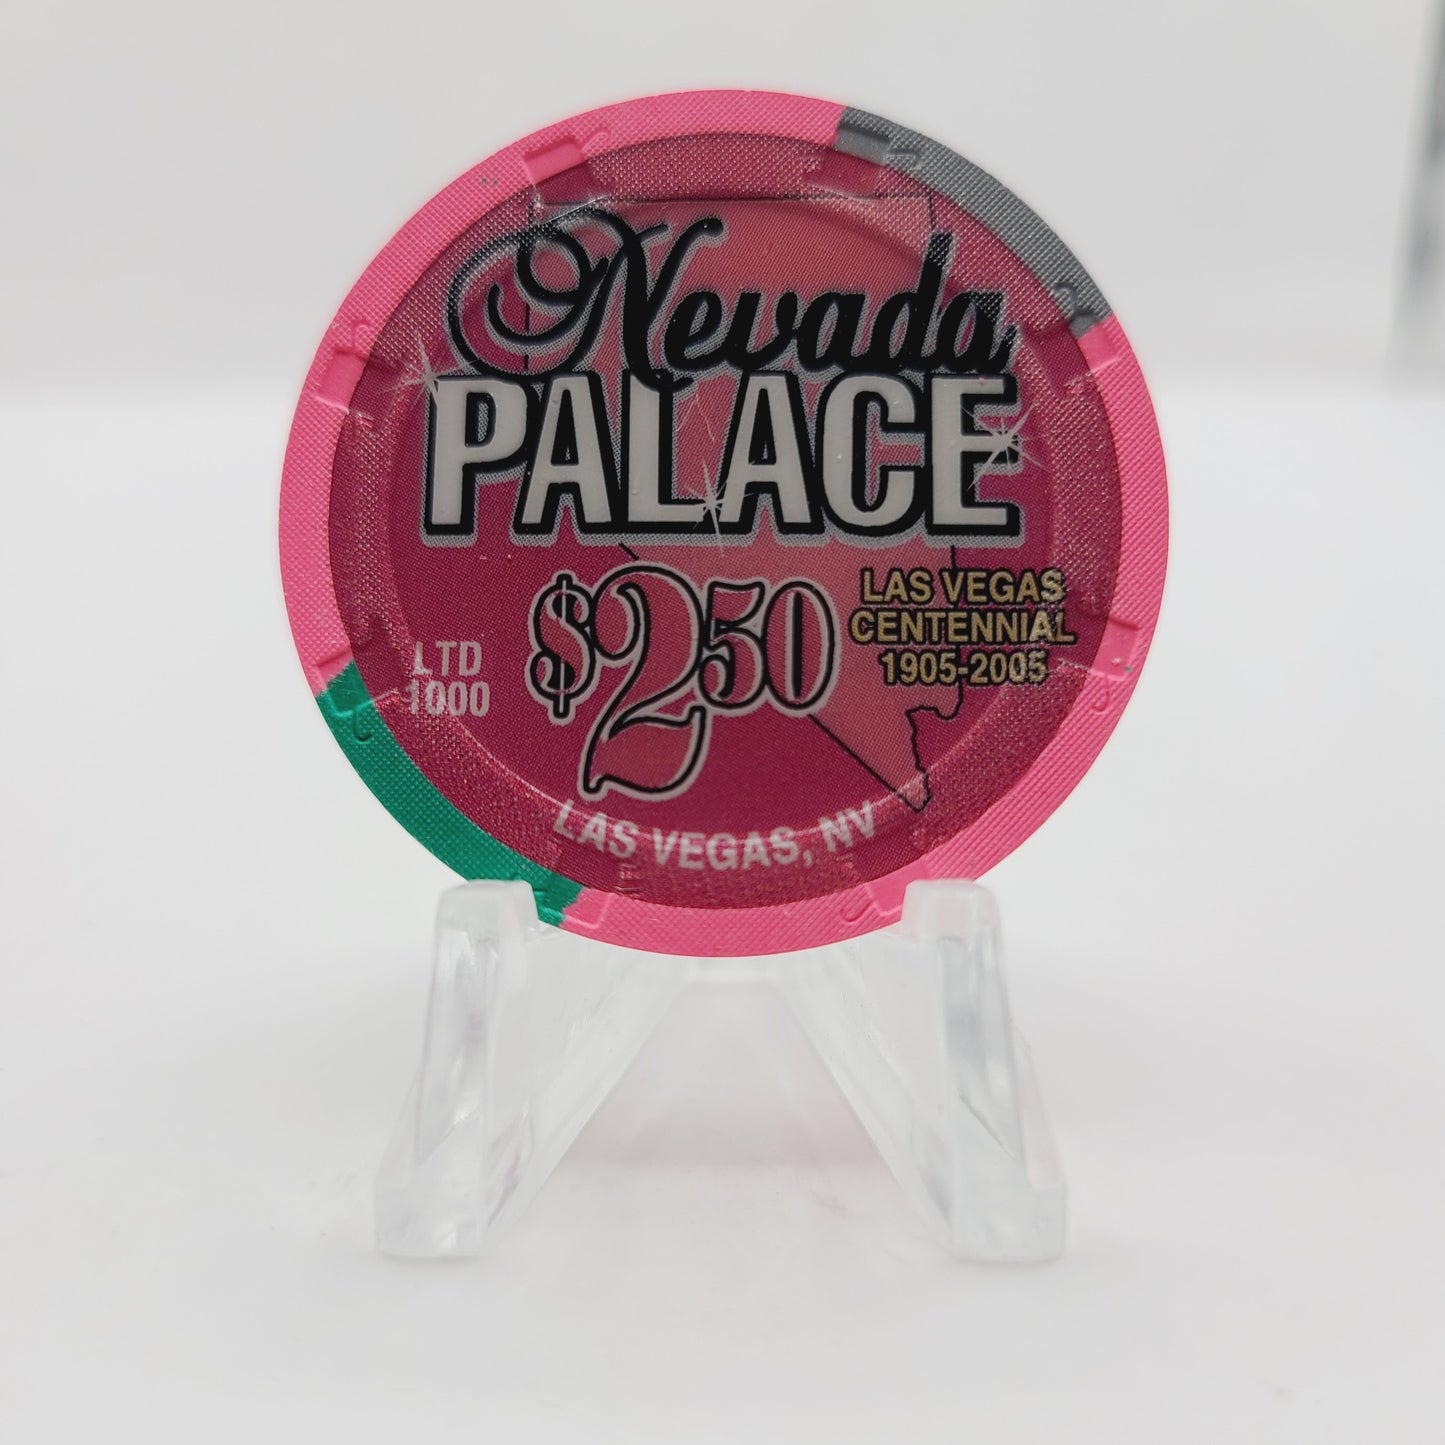 Nevada
PALACE
$2.50
LAS VEGAS
CENTENNIAL
1905-2005
LTD
1000
LAS VEGAS, NV